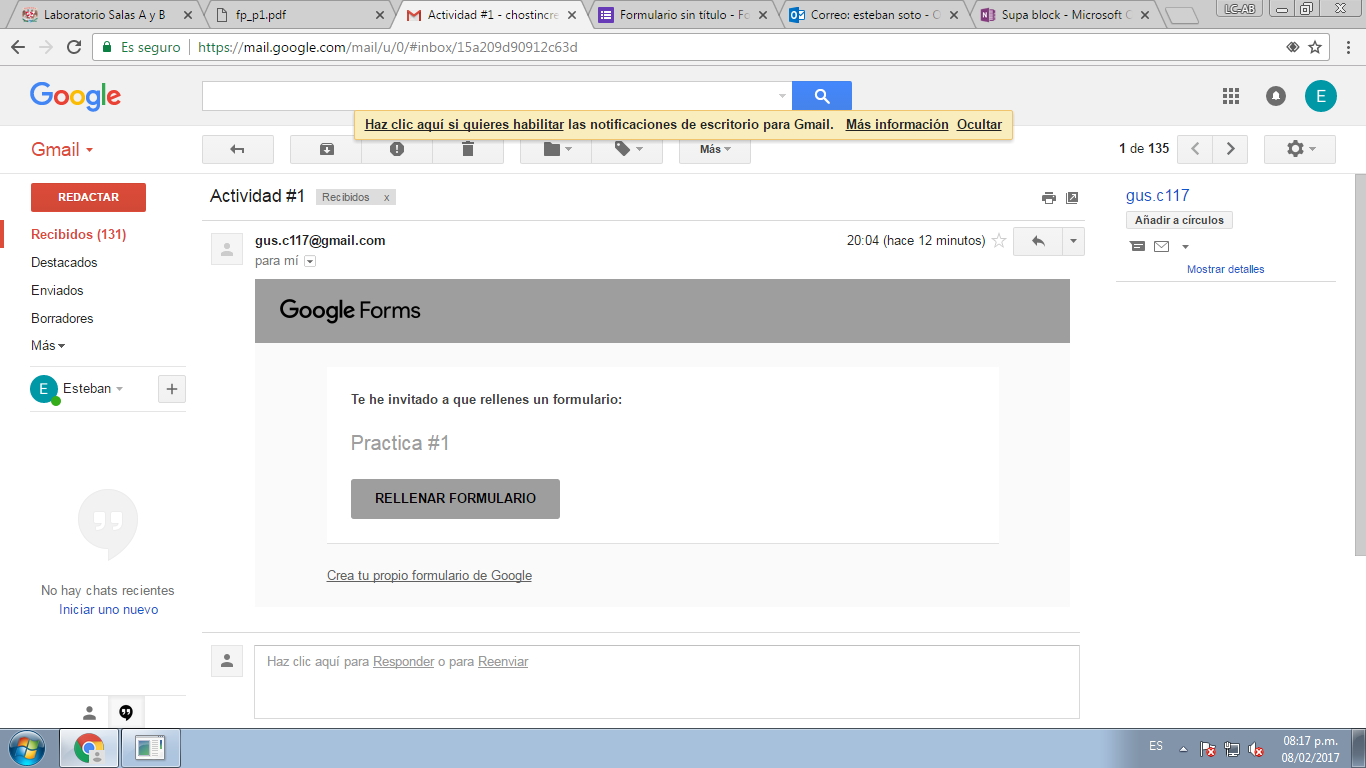 Laboratorio Salas A y B
fp_p1.pdf
Actividad #1 - chostincre
Formulario sin título - Fo
Correo: esteban soto - O
Supa block - Microsoft O
LC-AB
Es seguro
https://mail.google.com/mail/u/0/#inbox/15a209d90912c63d
Google
E
Haz clic aquí si quieres habilitar las notificaciones de escritorio para Gmail. Más información Ocultar
Gmail
Más
1 de 135
REDACTAR
Recibidos (131)
Destacados
Enviados
Borradores
Más
E Esteban
No hay chats recientes
Iniciar uno nuevo
Actividad #1
Recibidos x
gus.c117@gmail.com
20:04 (hace 12 minutos)
para mí
Google Forms
Te he invitado a que rellenes un formulario:
Practica #1
RELLENAR FORMULARIO
Crea tu propio formulario de Google
Haz clic aquí para Responder o para Reenviar
gus.c117
Añadir a círculos
Mostrar detalles
ES
08:17 p.m.
08/02/2017